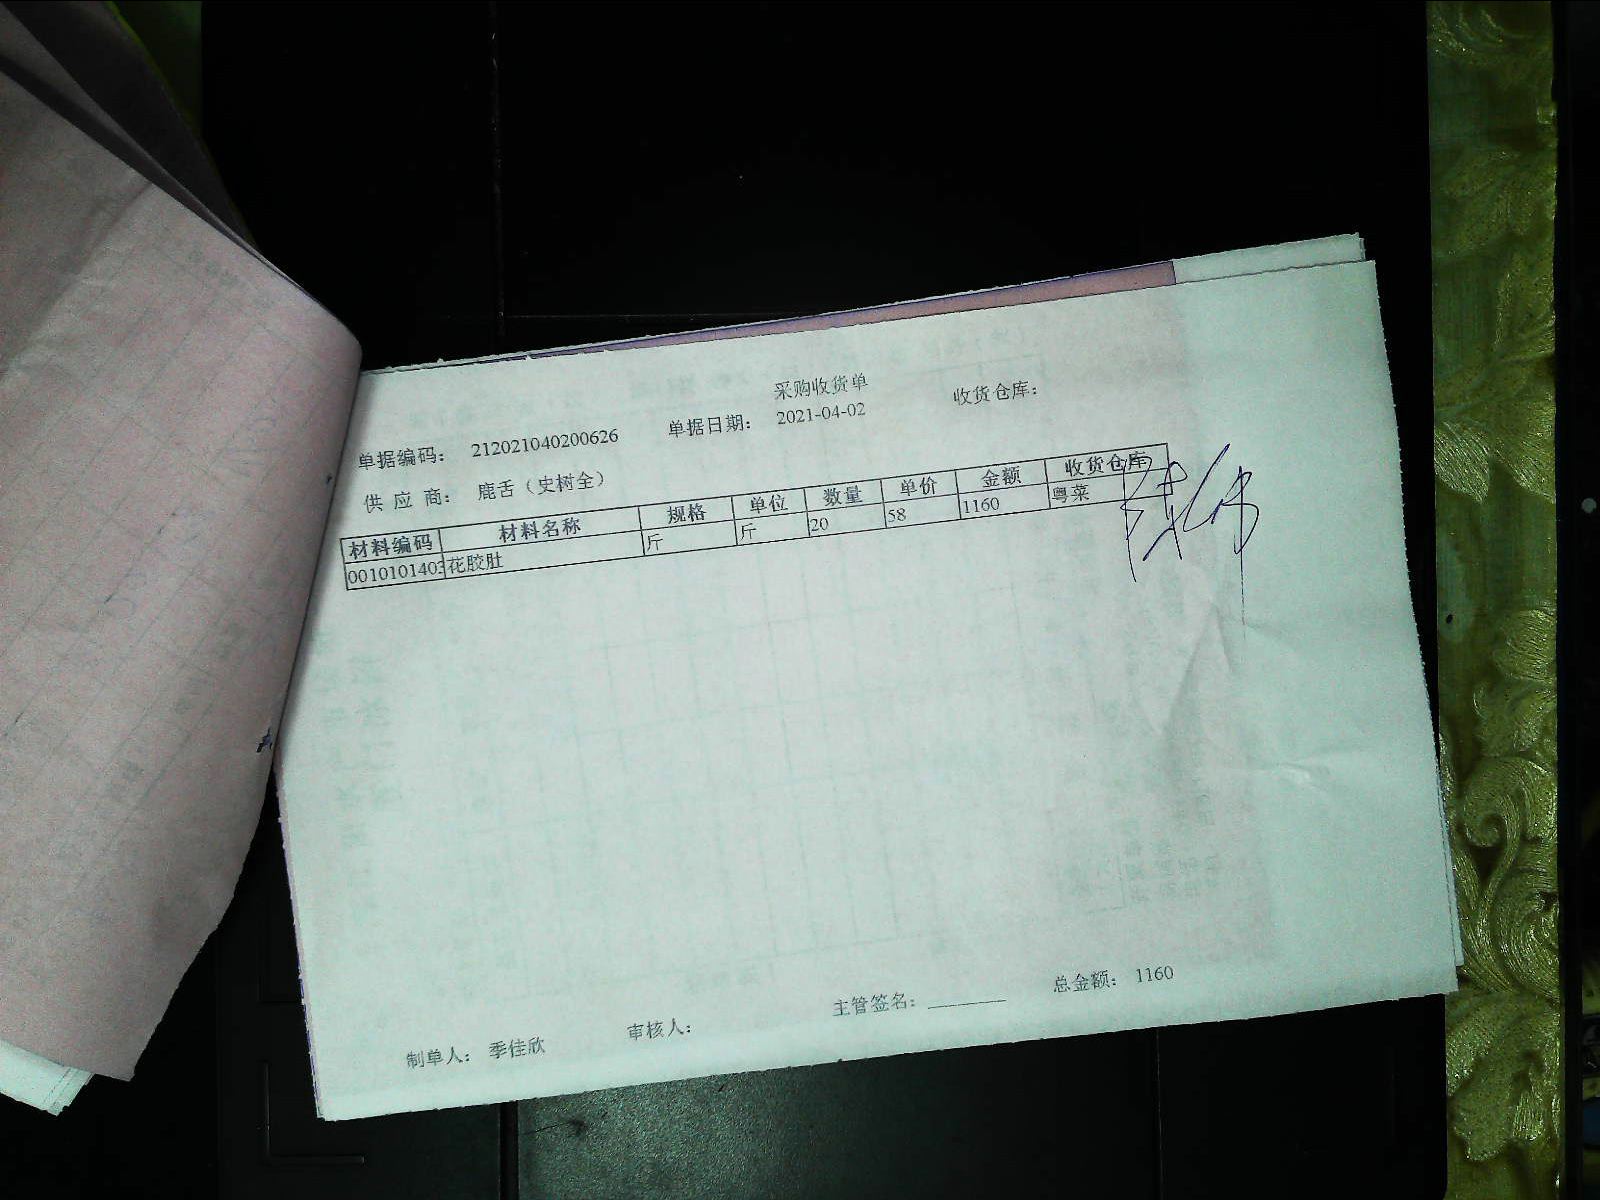 采购收货单
单据编码: 212021040200626 单据日期: 2021-04-02 收货仓库:
供 应 商: 鹿舌（史树全）
材料编码 材料名称 规格 单位 数量 单价 金额 收货仓库
0010101403 花胶肚 斤 斤 20 58 1160 粤菜
制单人: 季佳欣 审核人: 主管签名: ________ 总金额: 1160